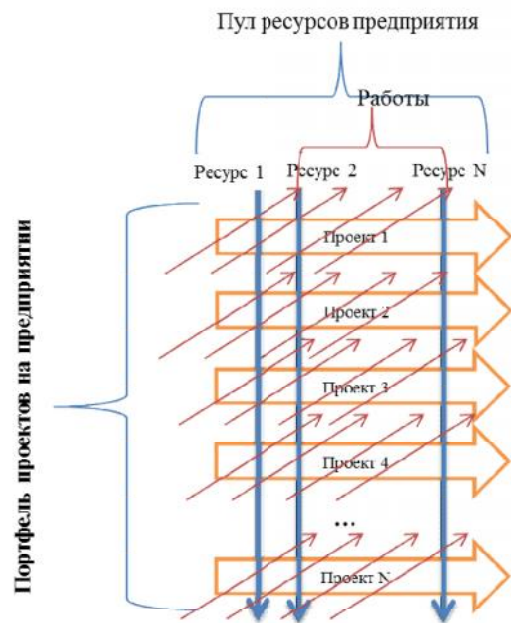 Пул ресурсов предприятия
Работы
Ресурс 1 Ресурс 2 Ресурс N
Проект 1
Проект 2
Проект 3
Проект 4
...
Проект N
Портфель проектов на предприятии